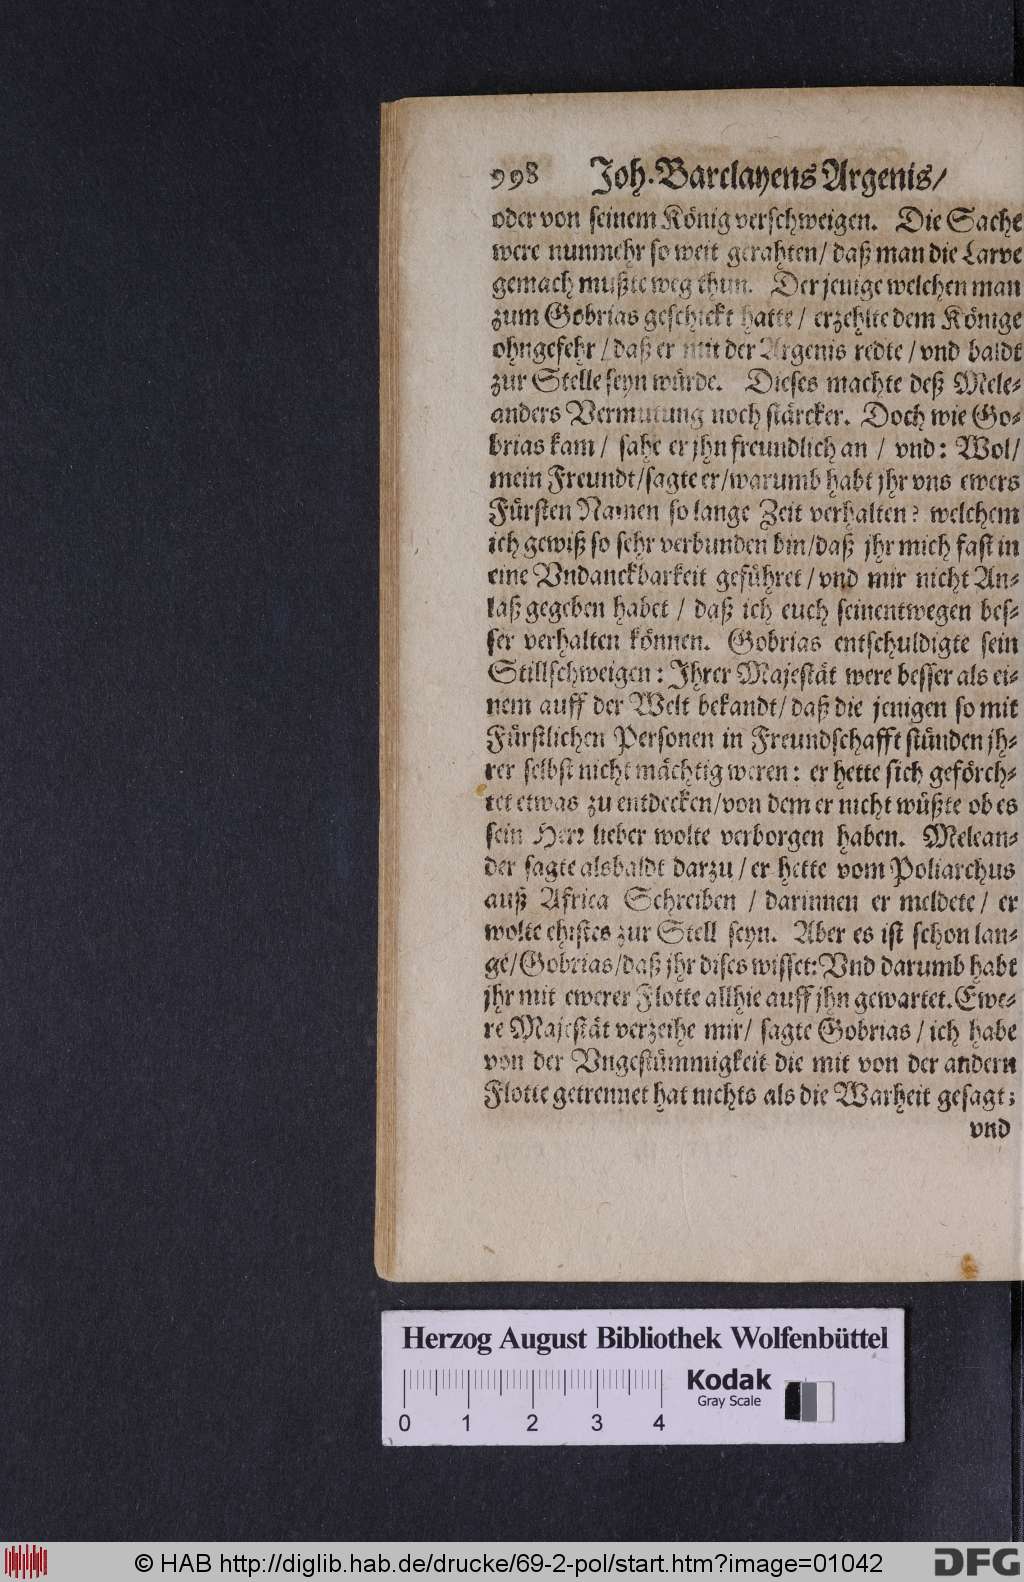 998 Joh. Barclayens Argenis/
oder von seinem König verschweigen. Die Sache
were nunmehr so weit gerahten/ daß man die Larve
gemach mußte weg thun. Der jenige welchen man
zum Gobrias geschickt hatte / erzehlte dem Könige
ohngefehr / daß er mit der Argenis redte / vnd baldt
zur Stelle seyn würde. Dieses machte deß Mele-
anders Vermutung noch stärcker. Doch wie Go-
brias kam / sahe er jhn freundlich an / vnd: Wol/
mein Freundt/sagte er/warumb habt jhr vns ewers
Fürsten Namen so lange Zeit verhalten? welchem
ich gewiß so sehr verbunden bin/daß jhr mich fast in
eine Vndanckbarkeit geführet / vnd mir nicht An-
laß gegeben habet / daß ich euch seinentwegen bes-
ser verhalten können. Gobrias entschuldigte sein
Stillschweigen: Ihrer Majestät were besser als ei-
nem auff der Welt bekandt/ daß die jenigen so mit
Fürstlichen Personen in Freundschafft stünden jh-
rer selbst nicht mächtig weren: er hette sich geförch-
tet etwas zu entdecken/von dem er nicht wüßte ob es
sein Herr lieber wolte verborgen haben. Melean-
der sagte alsbaldt darzu / er hette vom Poliarchus
auß Africa Schreiben / darinnen er meldete / er
wolte ehistes zur Stell seyn. Aber es ist schon lan-
ge/Gobrias/daß jhr dises wisset: Vnd darumb habt
jhr mit ewerer Flotte allhie auff jhn gewartet. Ewe-
re Majestät verzeihe mir/ sagte Gobrias / ich habe
von der Vngestümmigkeit die mit von der andern
Flotte getrennet hat nichts als die Warheit gesagt;
vnd
Herzog August Bibliothek Wolfenbüttel
Kodak
Gray Scale
0 1 2 3 4
© HAB http://diglib.hab.de/drucke/69-2-pol/start.htm?image=01042
DFG